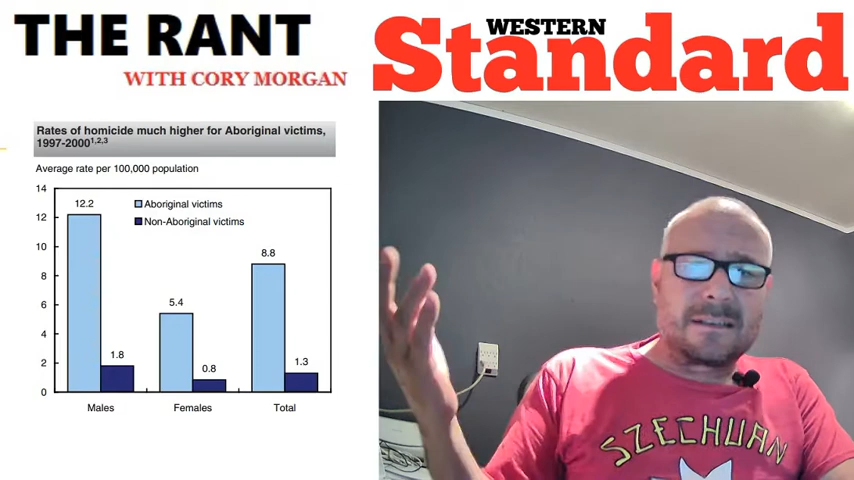 THE RANT
WITH CORY MORGAN
WESTERN
Standard
Rates of homicide much higher for Aboriginal victims,
1997-20001,2,3
Average rate per 100,000 population
14
12
10
8
6
4
2
0
12.2
1.8
5.4
0.8
8.8
1.3
Aboriginal victims
Non-Aboriginal victims
Males
Females
Total
SZECHUAN